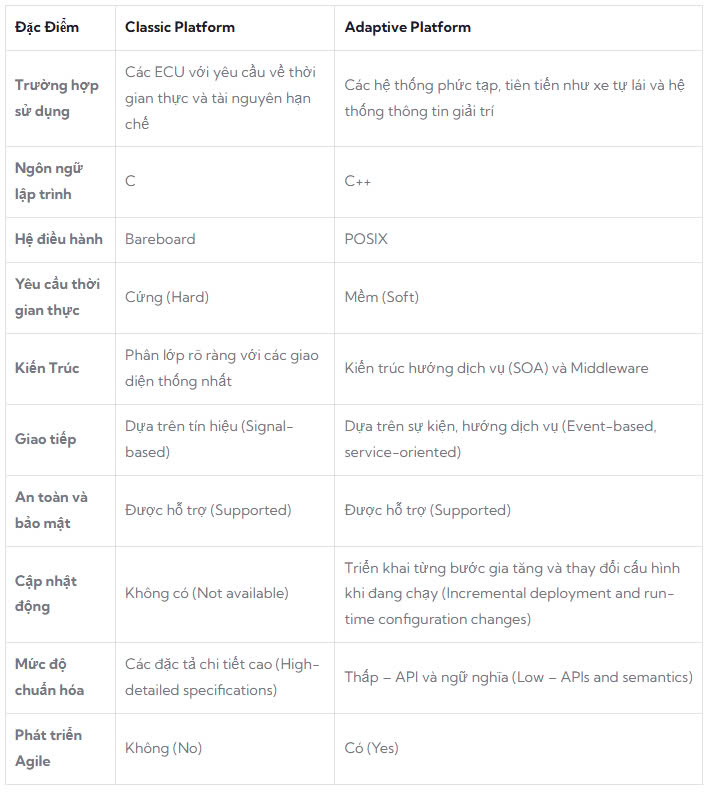 Đặc Điểm
Classic Platform
Adaptive Platform
Trường hợp
sử dụng
Các ECU với yêu cầu về thời
gian thực và tài nguyên hạn
chế
Các hệ thống phức tạp, tiên tiến như xe tự lái và hệ
thống thông tin giải trí
Ngôn ngữ
lập trình
C
C++
Hệ điều hành
Bareboard
POSIX
Yêu cầu thời
gian thực
Cứng (Hard)
Mềm (Soft)
Kiến Trúc
Phân lớp rõ ràng với các giao
diện thống nhất
Kiến trúc hướng dịch vụ (SOA) và Middleware
Giao tiếp
Dựa trên tín hiệu (Signal-
based)
Dựa trên sự kiện, hướng dịch vụ (Event-based,
service-oriented)
An toàn và
bảo mật
Được hỗ trợ (Supported)
Được hỗ trợ (Supported)
Cập nhật
động
Không có (Not available)
Triển khai từng bước gia tăng và thay đổi cấu hình
khi đang chạy (Incremental deployment and run-
time configuration changes)
Mức độ
chuẩn hóa
Các đặc tả chi tiết cao (High-
detailed specifications)
Thấp – API và ngữ nghĩa (Low – APIs and semantics)
Phát triển
Agile
Không (No)
Có (Yes)